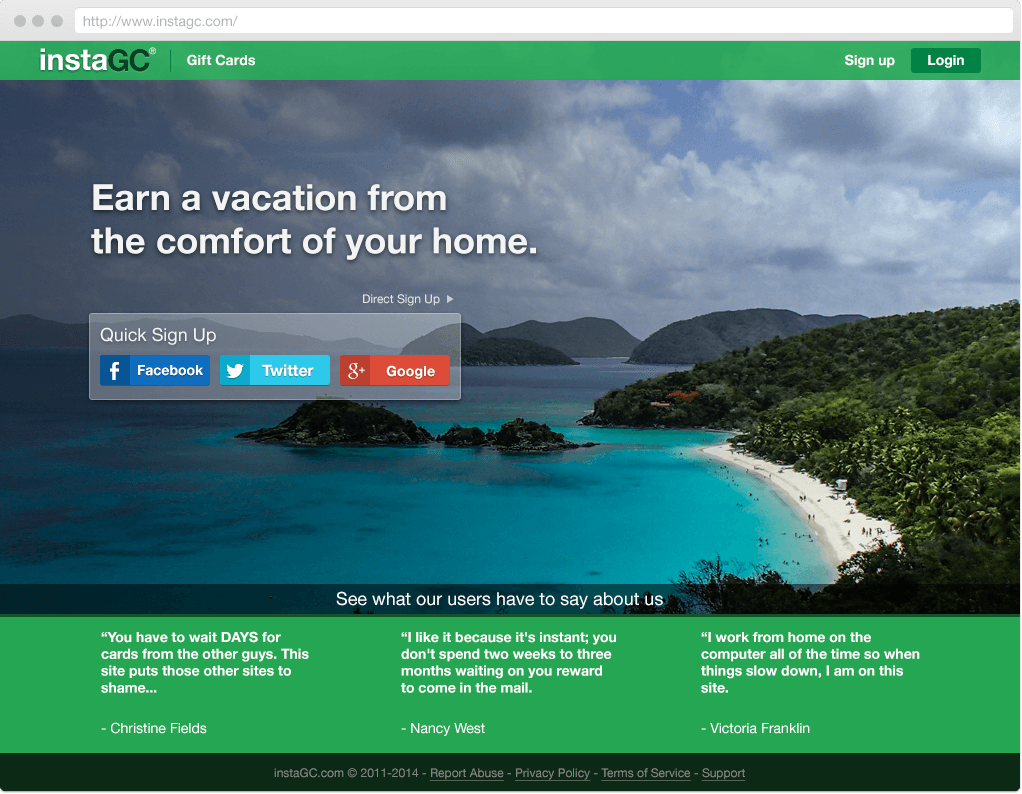 http://www.instagc.com/
instaGC®
Gift Cards
Sign up
Login
Earn a vacation from
the comfort of your home.
Direct Sign Up
Quick Sign Up
f Facebook
Twitter
g+ Google
See what our users have to say about us
“You have to wait DAYS for
cards from the other guys. This
site puts those other sites to
shame...
- Christine Fields
“I like it because it's instant; you
don't spend two weeks to three
months waiting on you reward
to come in the mail.
- Nancy West
“I work from home on the
computer all of the time so when
things slow down, I am on this
site.
- Victoria Franklin
instaGC.com © 2011-2014 - Report Abuse - Privacy Policy - Terms of Service - Support